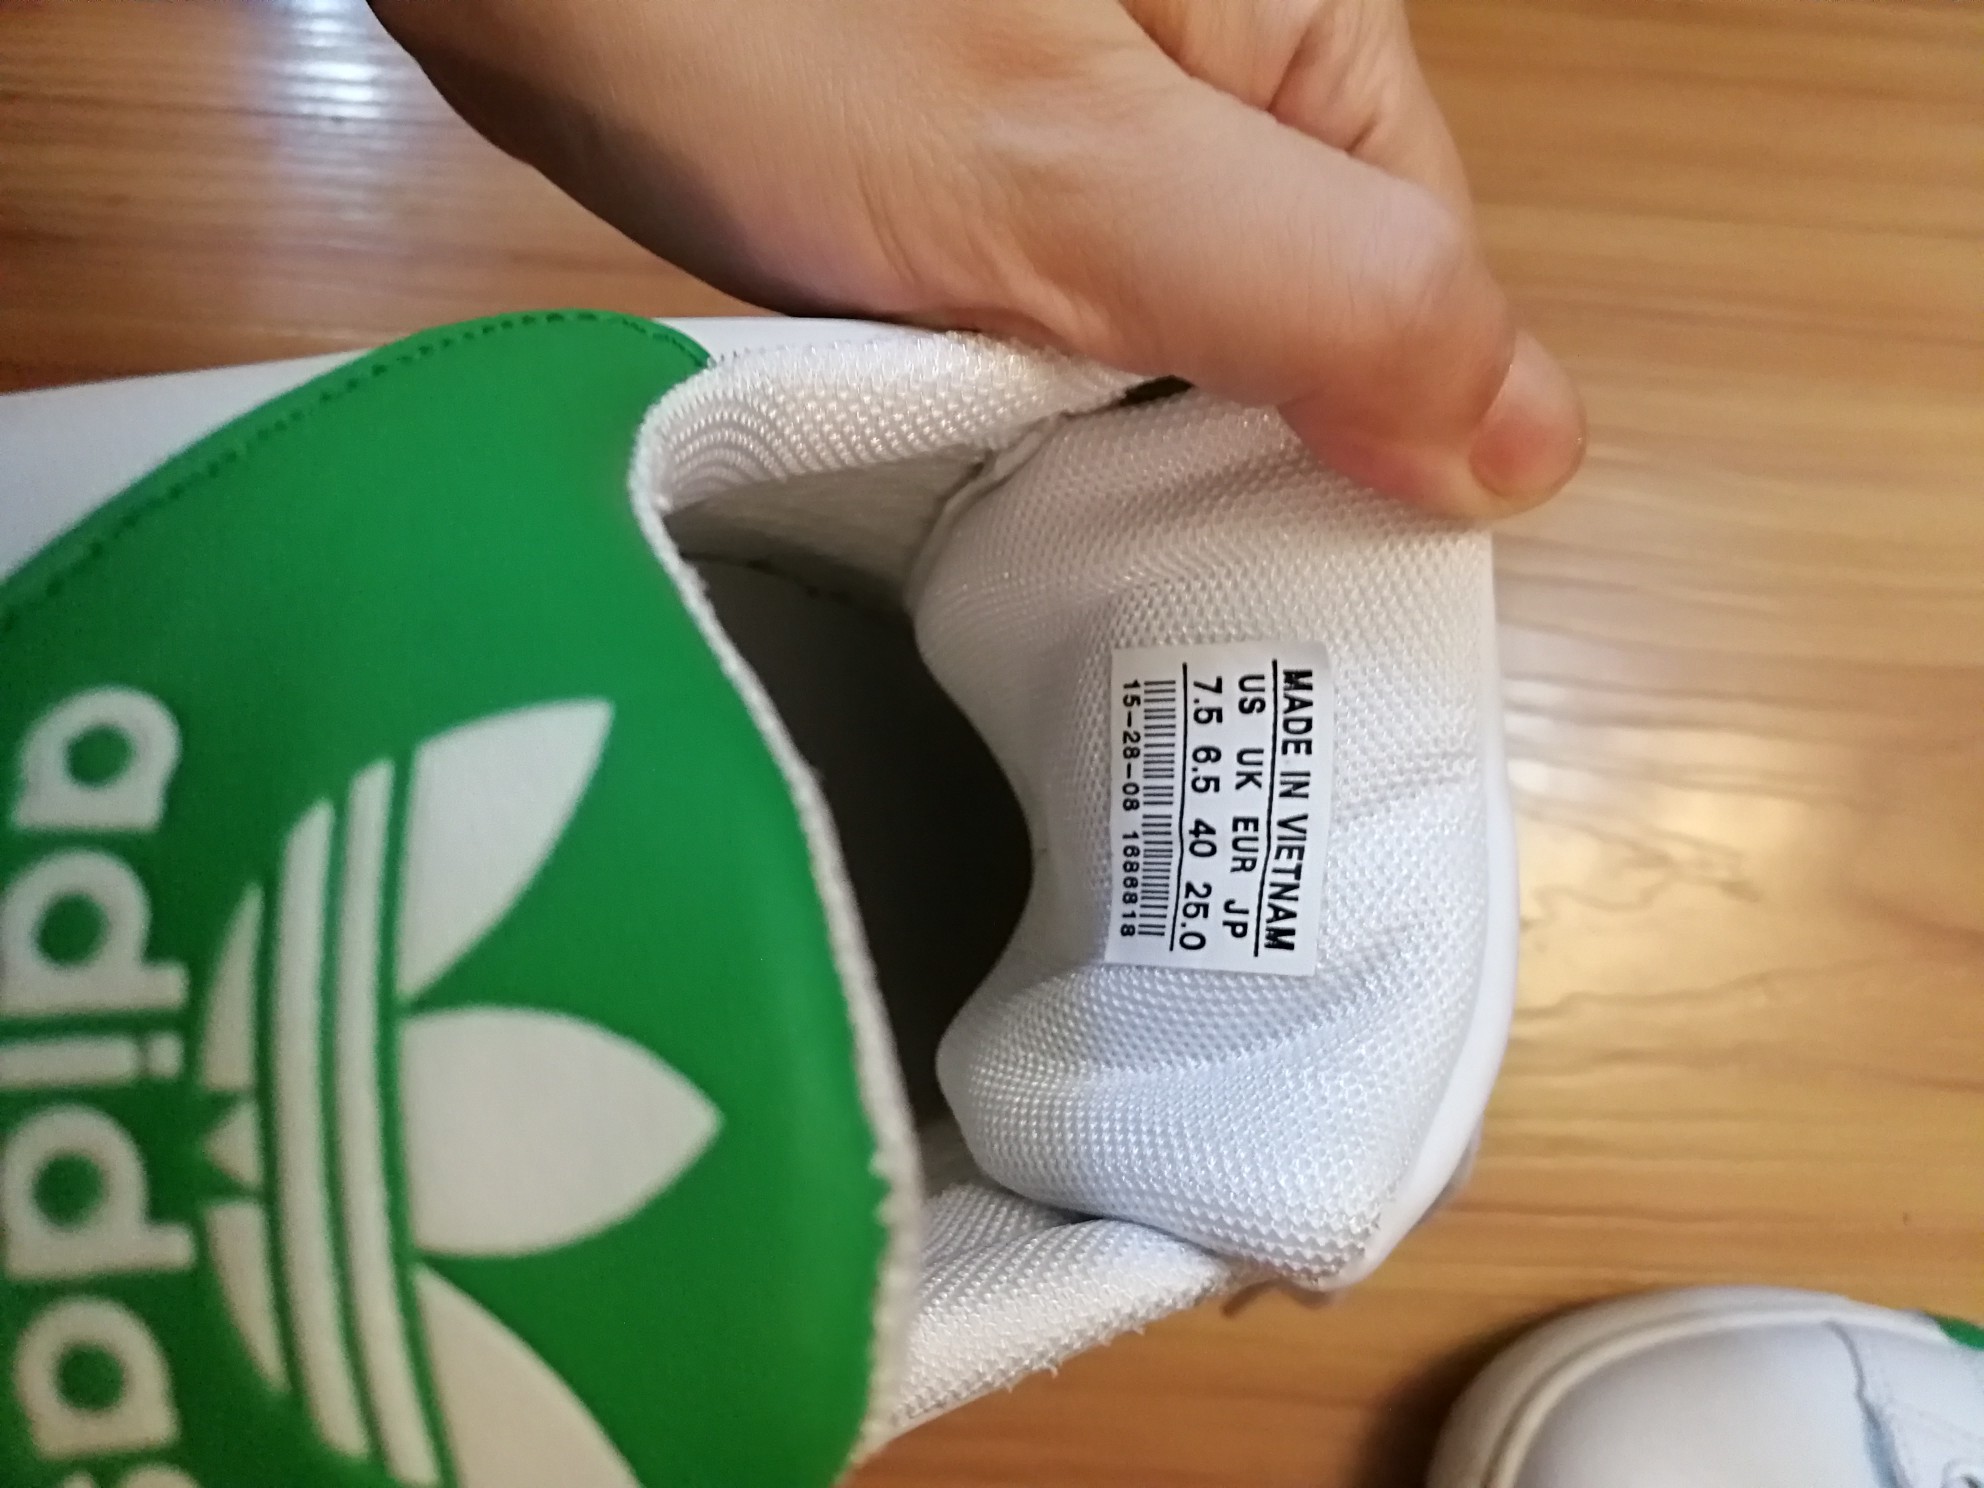 adidas
MADE IN VIETNAM
US UK EUR JP
7.5 6.5 40 25.0
15-28-08 1686818